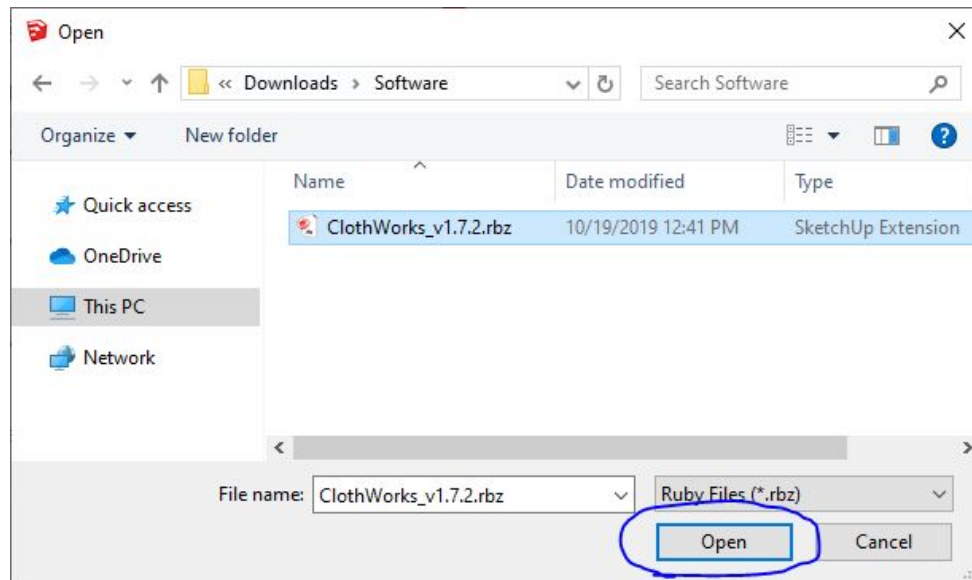 Open
« Downloads › Software
Search Software
Organize
New folder
Name Date modified Type
Quick access
ClothWorks_v1.7.2.rbz 10/19/2019 12:41 PM SketchUp Extension
OneDrive
This PC
Network
File name: ClothWorks_v1.7.2.rbz Ruby Files (*.rbz)
Open Cancel